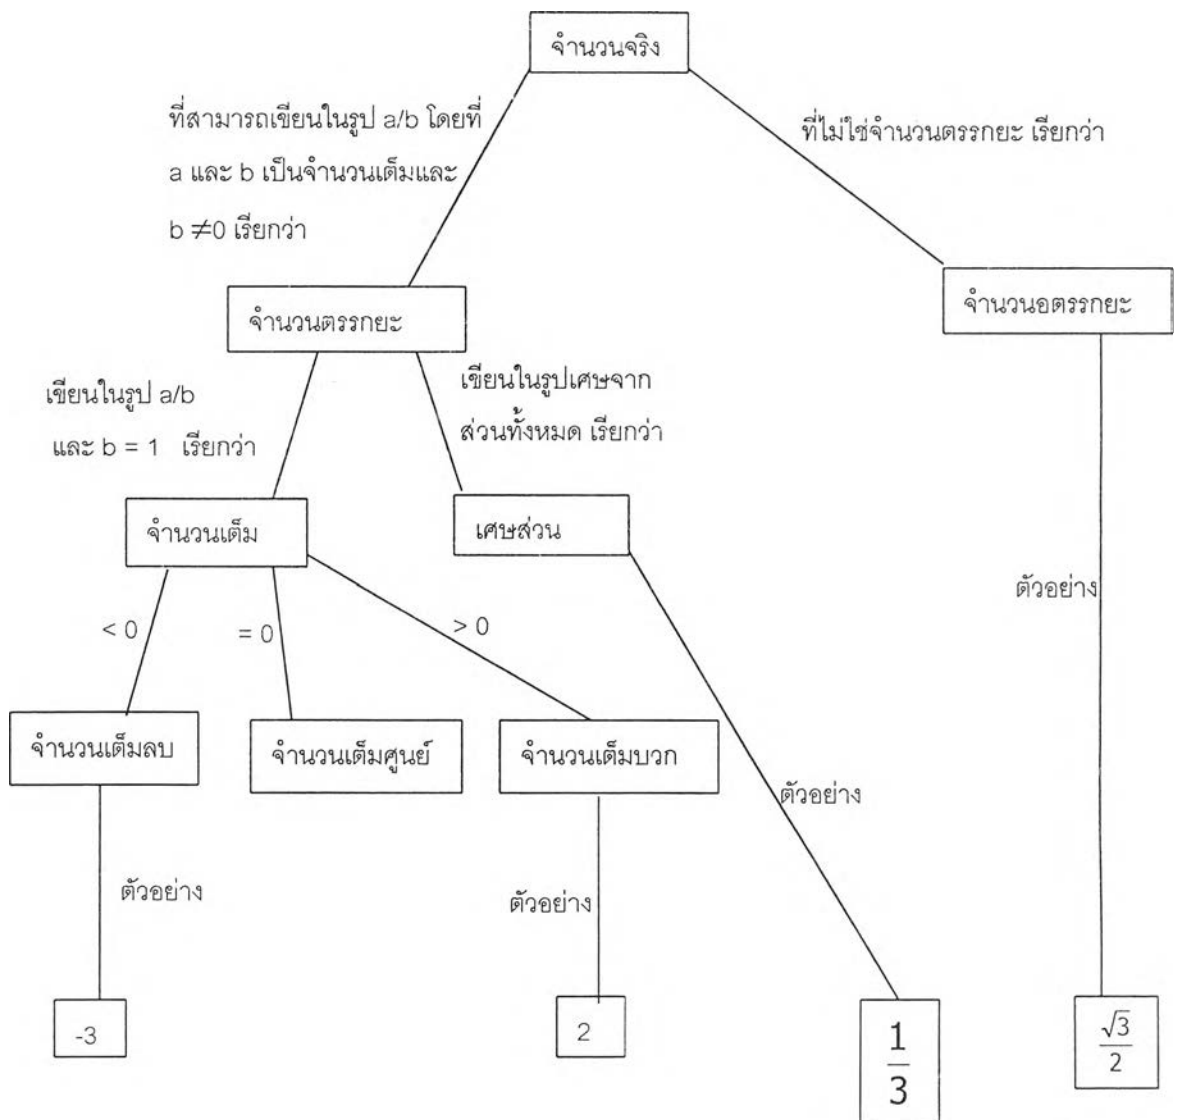 จำนวนจริง
ที่สามารถเขียนในรูป a/b โดยที่
a และ b เป็นจำนวนเต็มและ
b ≠0 เรียกว่า
ที่ไม่ใช่จำนวนตรรกยะ เรียกว่า
จำนวนตรรกยะ
จำนวนอตรรกยะ
เขียนในรูป a/b
และ b = 1 เรียกว่า
เขียนในรูปเศษจาก
ส่วนทั้งหมด เรียกว่า
จำนวนเต็ม
เศษส่วน
ตัวอย่าง
< 0
= 0
> 0
จำนวนเต็มลบ
จำนวนเต็มศูนย์
จำนวนเต็มบวก
ตัวอย่าง
ตัวอย่าง
ตัวอย่าง
-3
2
1
3
√3
2